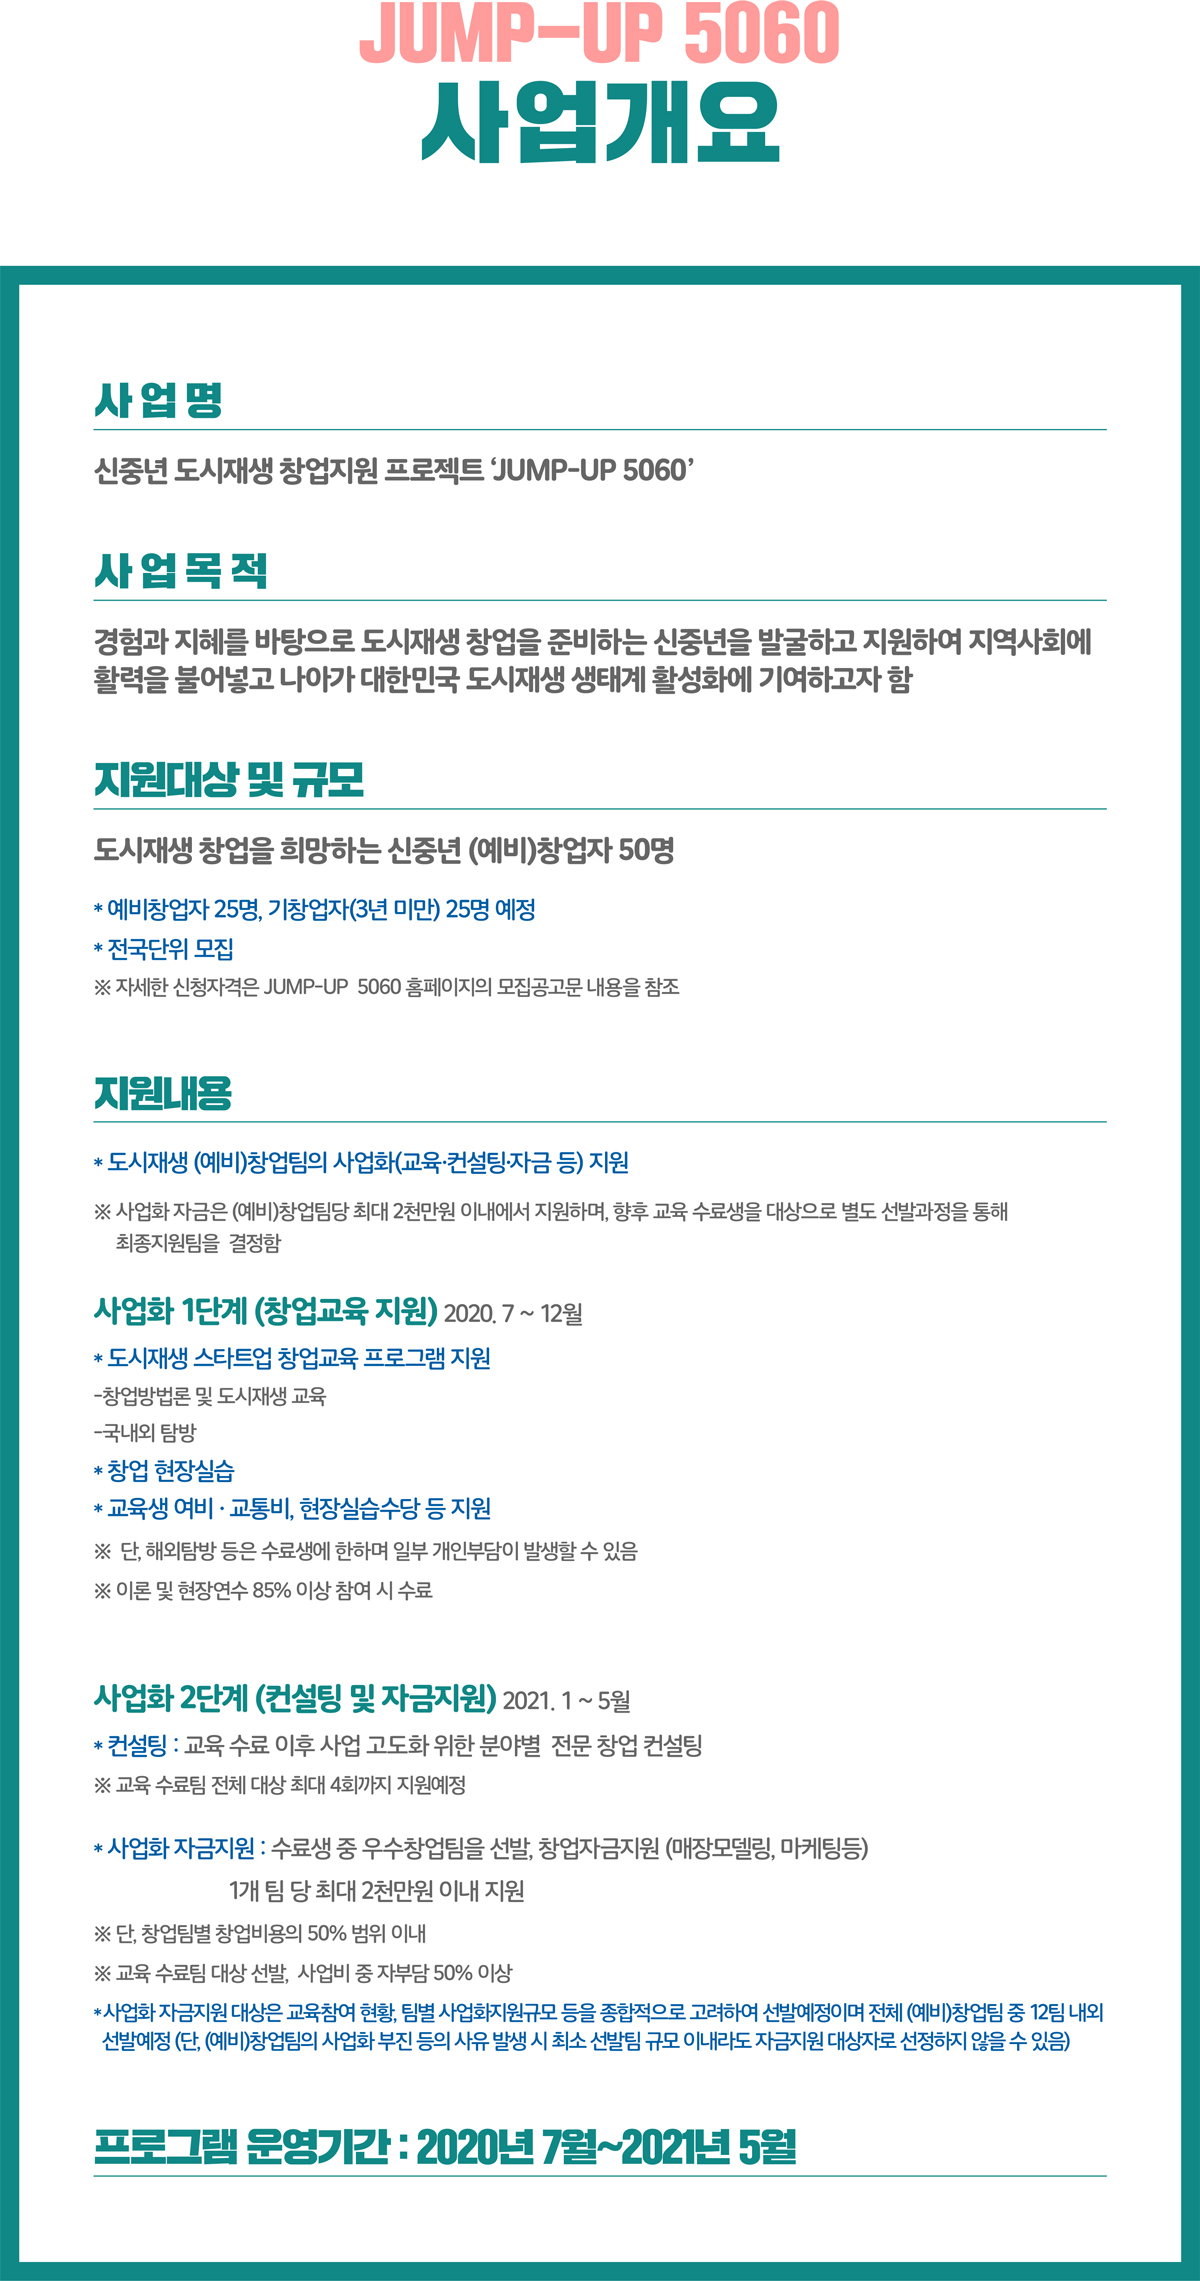 JUMP-UP 5060
사업개요
사업명
신중년 도시재생 창업지원 프로젝트 ‘JUMP-UP 5060’
사업목적
경험과 지혜를 바탕으로 도시재생 창업을 준비하는 신중년을 발굴하고 지원하여 지역사회에
활력을 불어넣고 나아가 대한민국 도시재생 생태계 활성화에 기여하고자 함
지원대상 및 규모
도시재생 창업을 희망하는 신중년 (예비)창업자 50명
* 예비창업자 25명, 기창업자(3년 미만) 25명 예정
* 전국단위 모집
※ 자세한 신청자격은 JUMP-UP 5060 홈페이지의 모집공고문 내용을 참조
지원내용
* 도시재생 (예비)창업팀의 사업화(교육·컨설팅·자금 등) 지원
※ 사업화 자금은 (예비)창업팀당 최대 2천만원 이내에서 지원하며, 향후 교육 수료생을 대상으로 별도 선발과정을 통해
최종지원팀을 결정함
사업화 1단계 (창업교육 지원) 2020. 7 ~ 12월
* 도시재생 스타트업 창업교육 프로그램 지원
-창업방법론 및 도시재생 교육
-국내외 탐방
* 창업 현장실습
* 교육생 여비 · 교통비, 현장실습수당 등 지원
※ 단, 해외탐방 등은 수료생에 한하며 일부 개인부담이 발생할 수 있음
※ 이론 및 현장연수 85% 이상 참여 시 수료
사업화 2단계 (컨설팅 및 자금지원) 2021. 1 ~ 5월
* 컨설팅 : 교육 수료 이후 사업 고도화 위한 분야별 전문 창업 컨설팅
※ 교육 수료팀 전체 대상 최대 4회까지 지원예정
* 사업화 자금지원 : 수료생 중 우수창업팀을 선발, 창업자금지원 (매장모델링, 마케팅등)
1개 팀 당 최대 2천만원 이내 지원
※ 단, 창업팀별 창업비용의 50% 범위 이내
※ 교육 수료팀 대상 선발, 사업비 중 자부담 50% 이상
*사업화 자금지원 대상은 교육참여 현황, 팀별 사업화지원규모 등을 종합적으로 고려하여 선발예정이며 전체 (예비)창업팀 중 12팀 내외
선발예정 (단, (예비)창업팀의 사업화 부진 등의 사유 발생 시 최소 선발팀 규모 이내라도 자금지원 대상자로 선정하지 않을 수 있음)
프로그램 운영기간 : 2020년 7월~2021년 5월